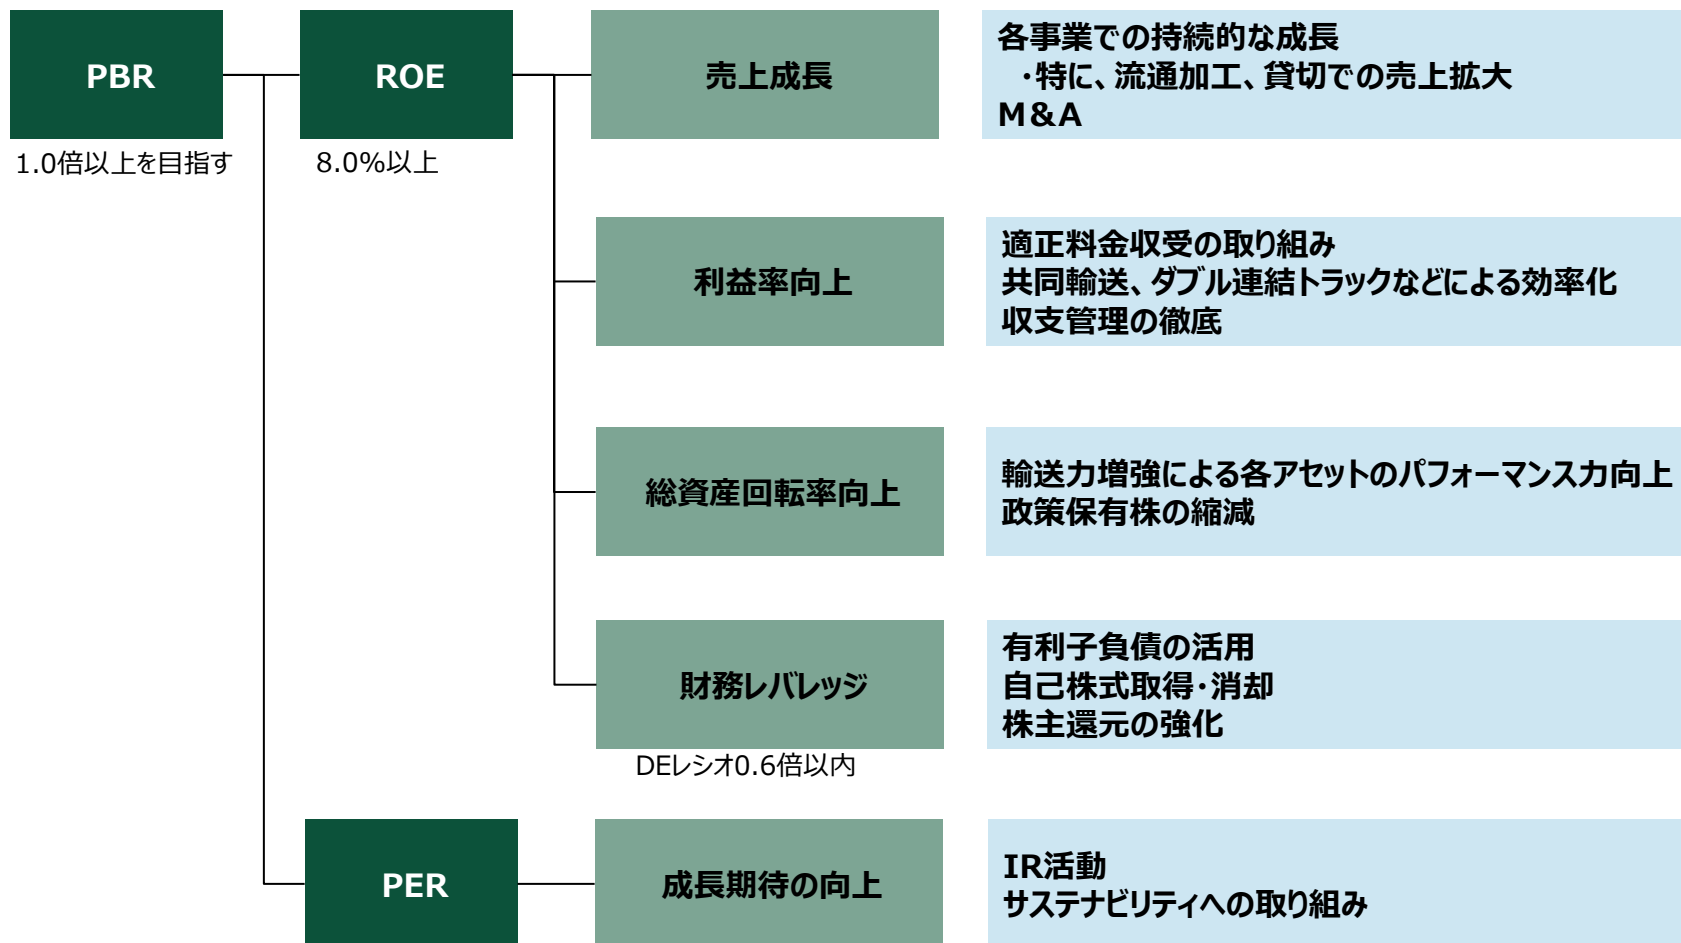 PBR
1.0倍以上を目指す
ROE
8.0%以上
売上成長
各事業での持続的な成長
・特に、流通加工、貸切での売上拡大
M&A
利益率向上
適正料金収受の取り組み
共同輸送、ダブル連結トラックなどによる効率化
収支管理の徹底
総資産回転率向上
輸送力増強による各アセットのパフォーマンス力向上
政策保有株の縮減
財務レバレッジ
DEレシオ0.6倍以内
有利子負債の活用
自己株式取得・消却
株主還元の強化
PER
成長期待の向上
IR活動
サステナビリティへの取り組み